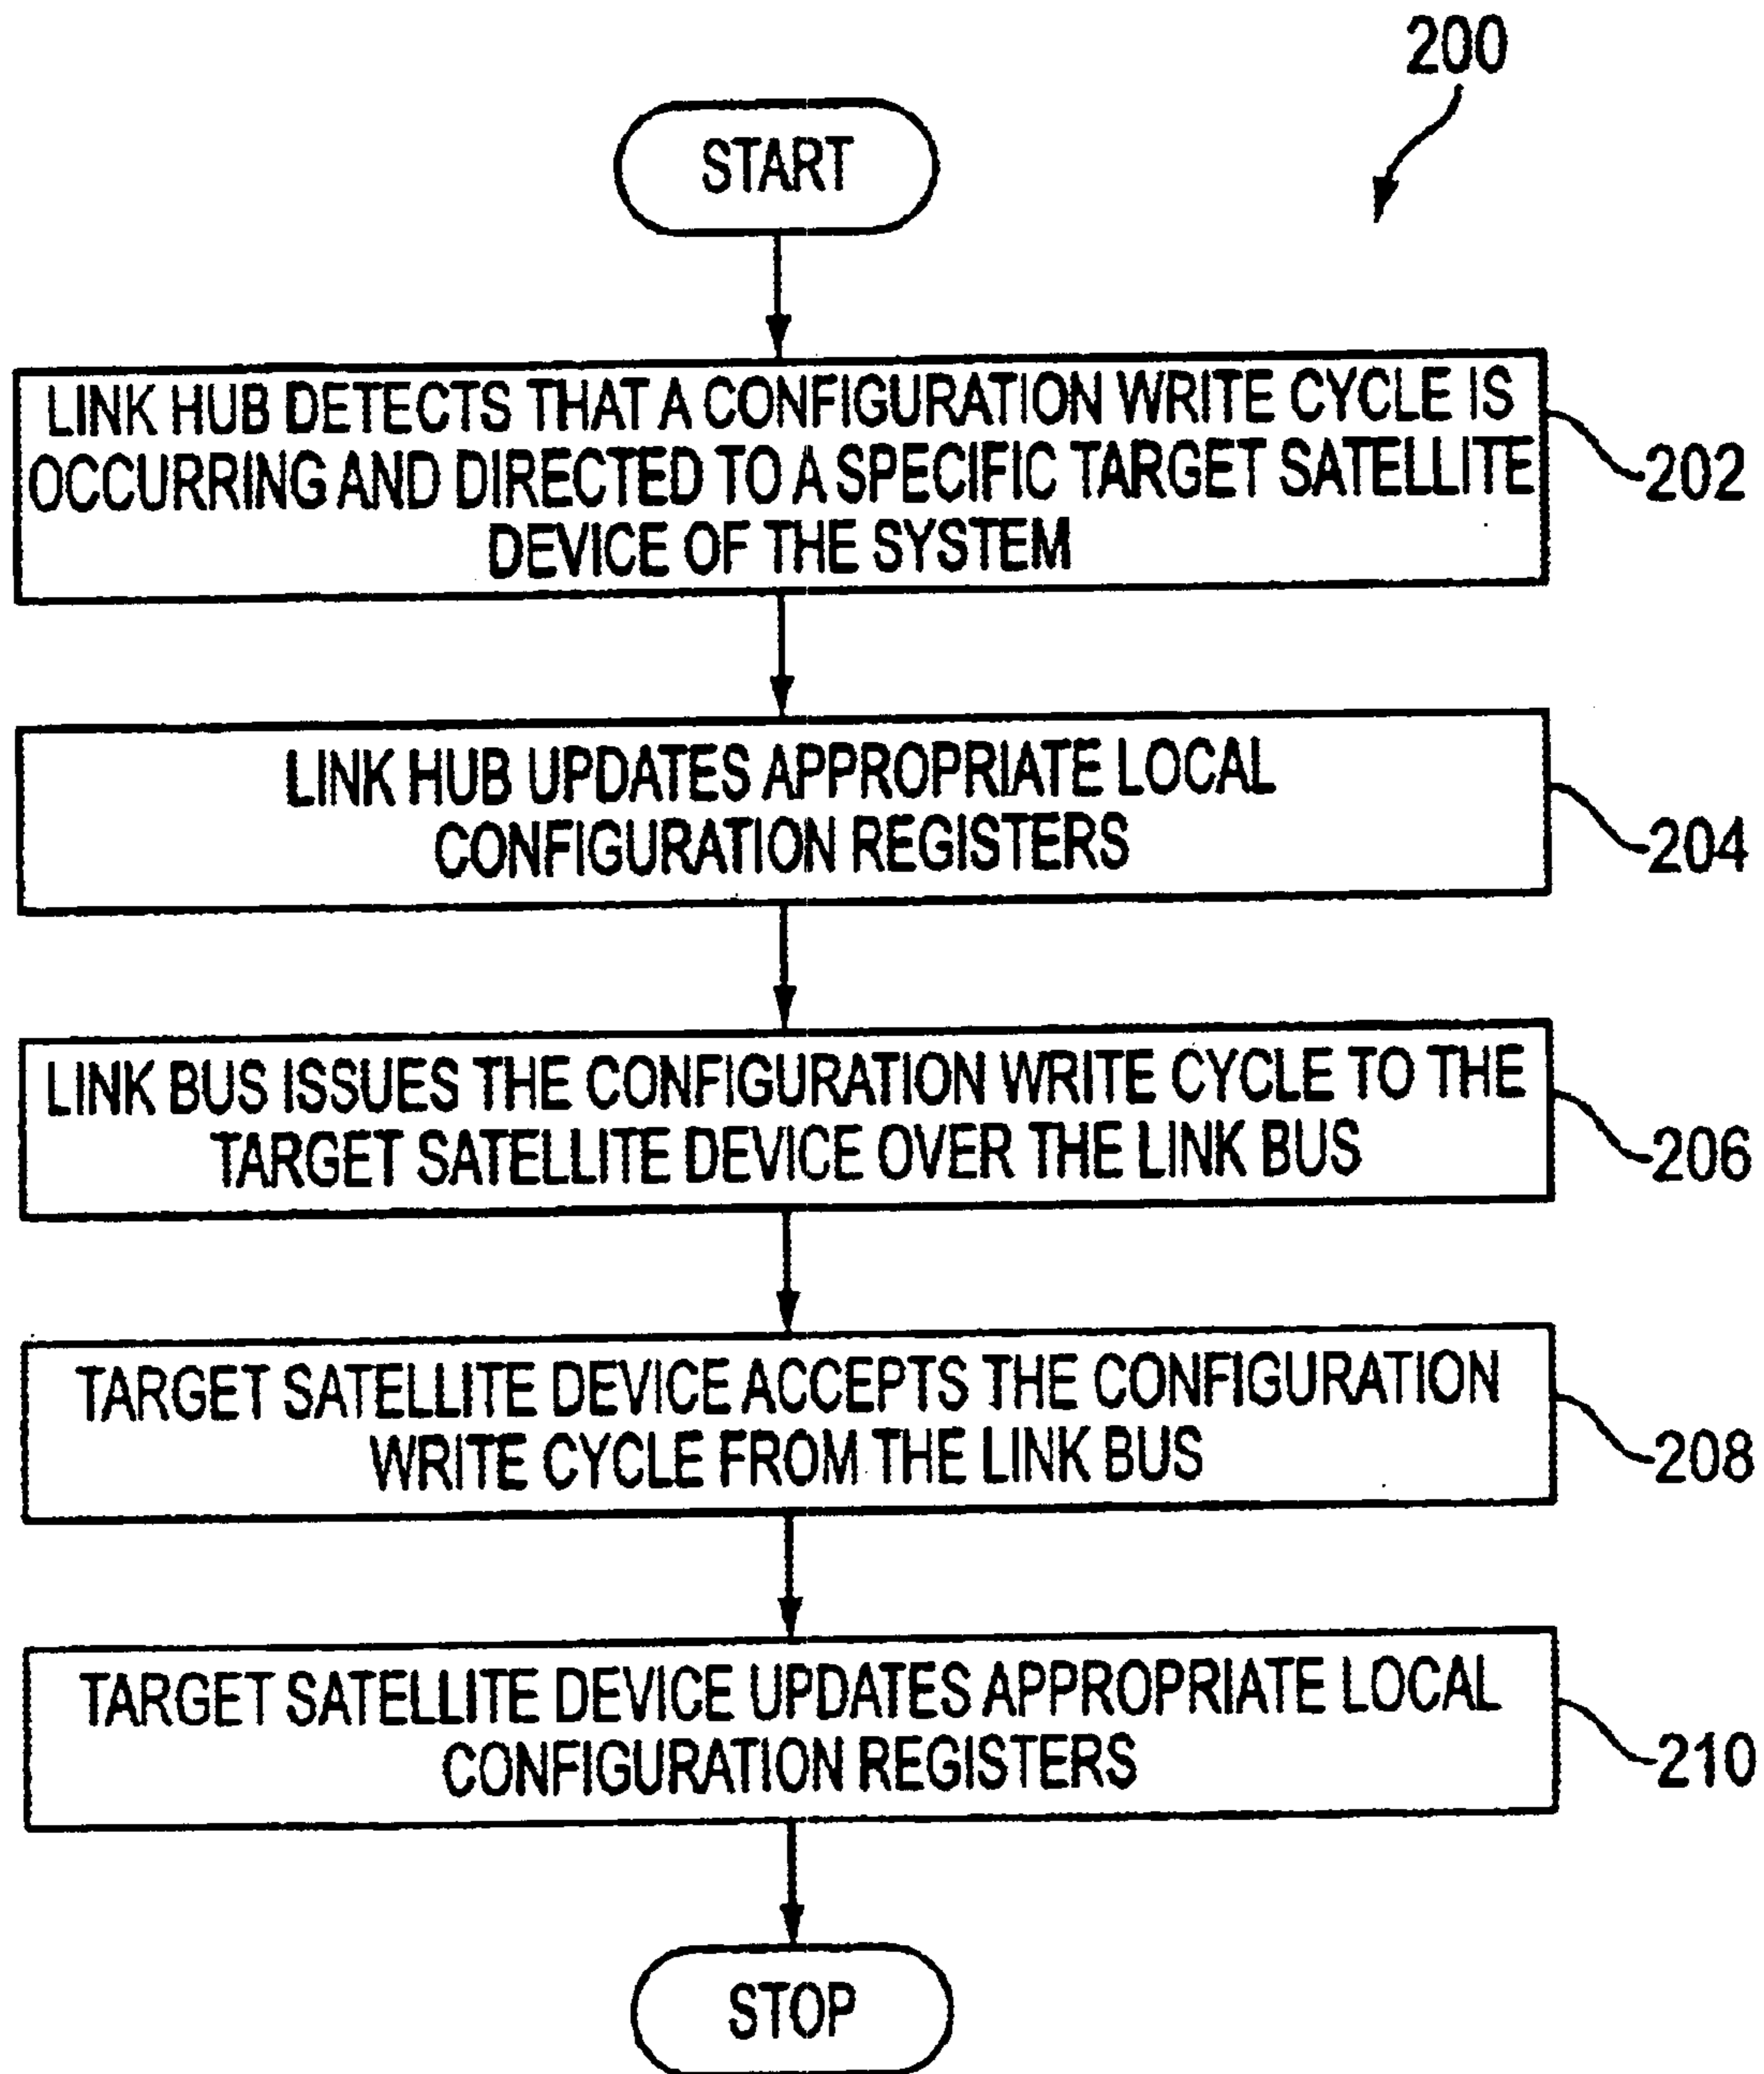 200
START
LINK HUB DETECTS THAT A CONFIGURATION WRITE CYCLE IS
OCCURRING AND DIRECTED TO A SPECIFIC TARGET SATELLITE
DEVICE OF THE SYSTEM
202
LINK HUB UPDATES APPROPRIATE LOCAL
CONFIGURATION REGISTERS
204
LINK BUS ISSUES THE CONFIGURATION WRITE CYCLE TO THE
TARGET SATELLITE DEVICE OVER THE LINK BUS
206
TARGET SATELLITE DEVICE ACCEPTS THE CONFIGURATION
WRITE CYCLE FROM THE LINK BUS
208
TARGET SATELLITE DEVICE UPDATES APPROPRIATE LOCAL
CONFIGURATION REGISTERS
210
STOP